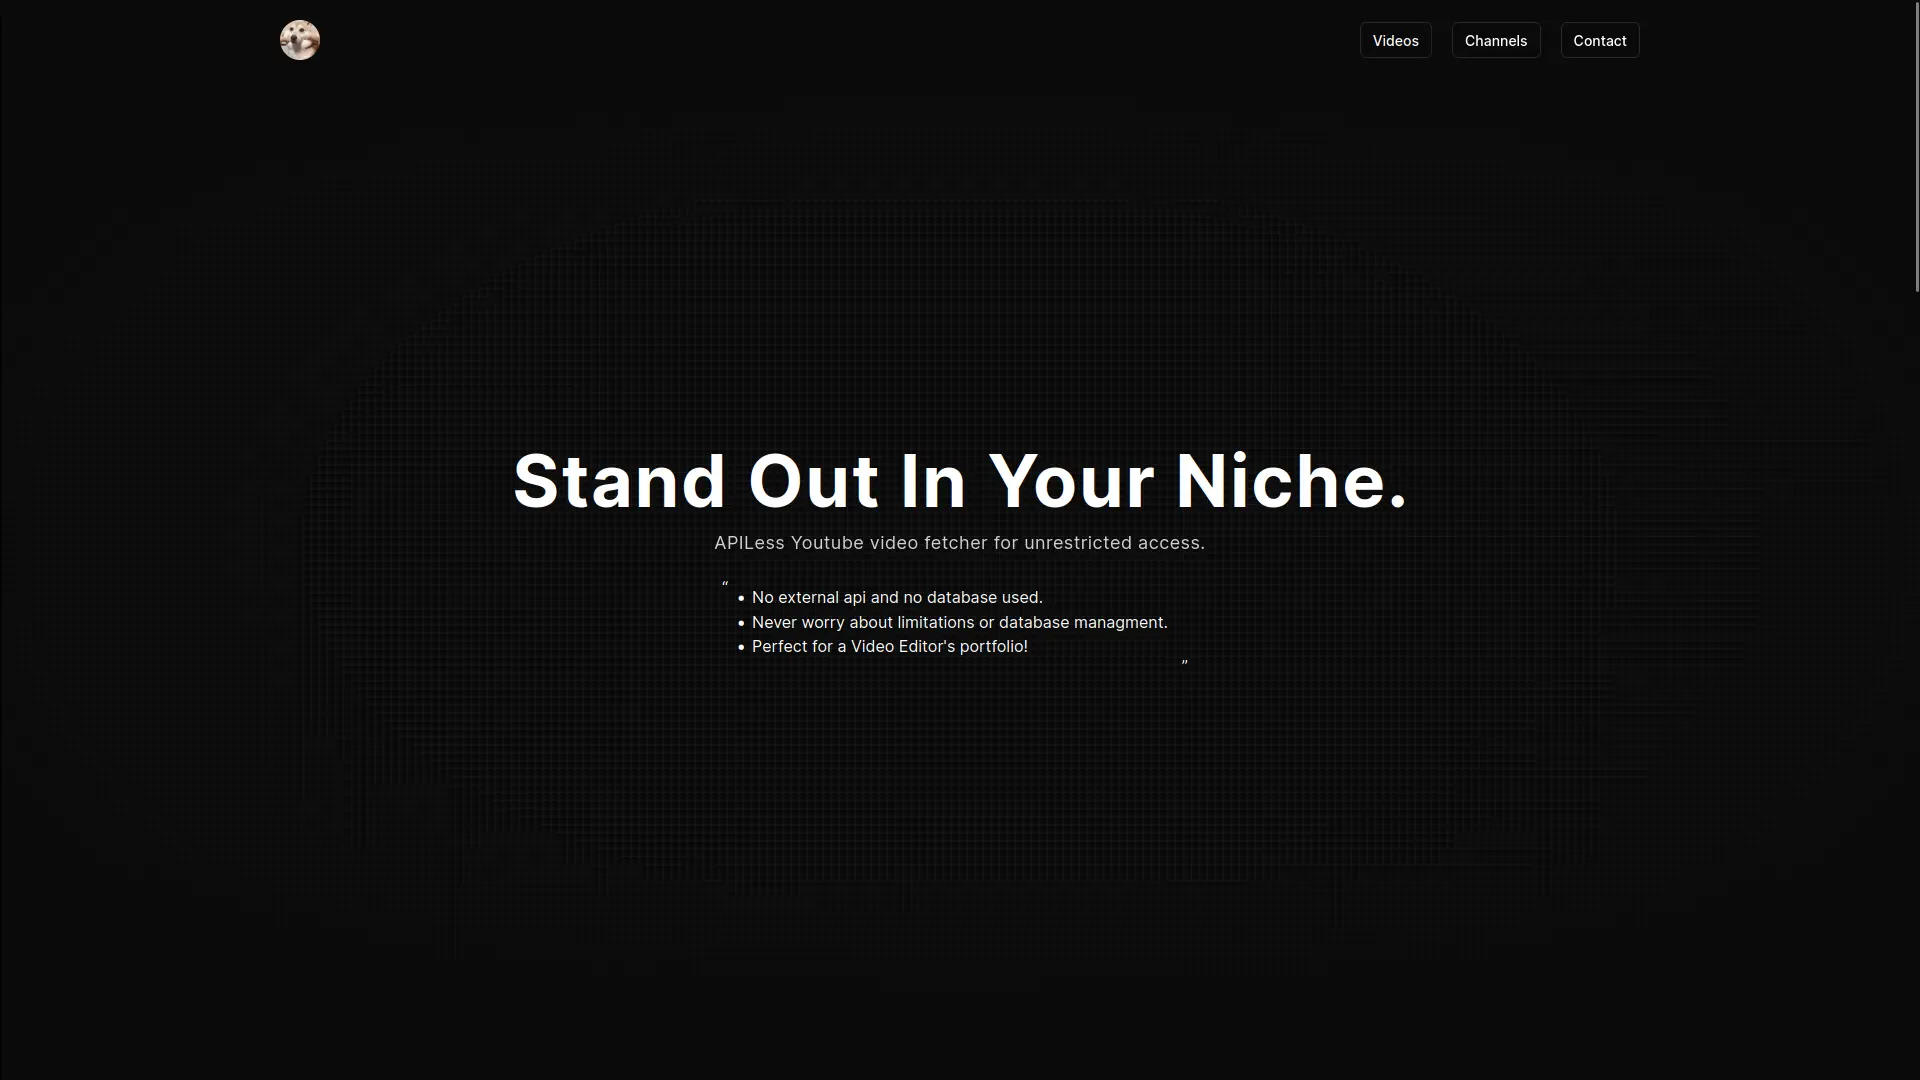 Videos Channels Contact
Stand Out In Your Niche.
APILess Youtube video fetcher for unrestricted access.
“
• No external api and no database used.
• Never worry about limitations or database managment.
• Perfect for a Video Editor's portfolio!
”